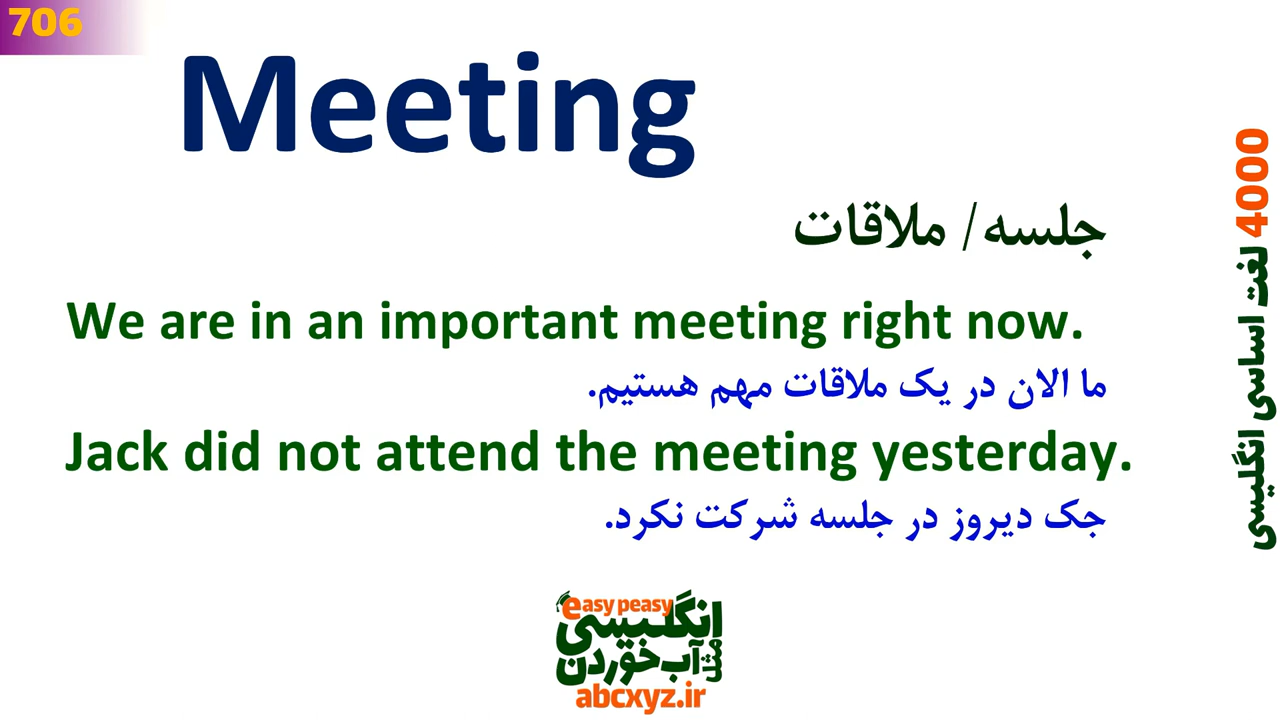 706
Meeting
جلسه/ ملاقات
We are in an important meeting right now.
ما الان در یک ملاقات مهم هستیم.
Jack did not attend the meeting yesterday.
جک دیروز در جلسه شرکت نکرد.
4000 لغت اساسی انگلیسی
easy peasy
انگلیسی
مثل آب خوردن
abcxyz.ir